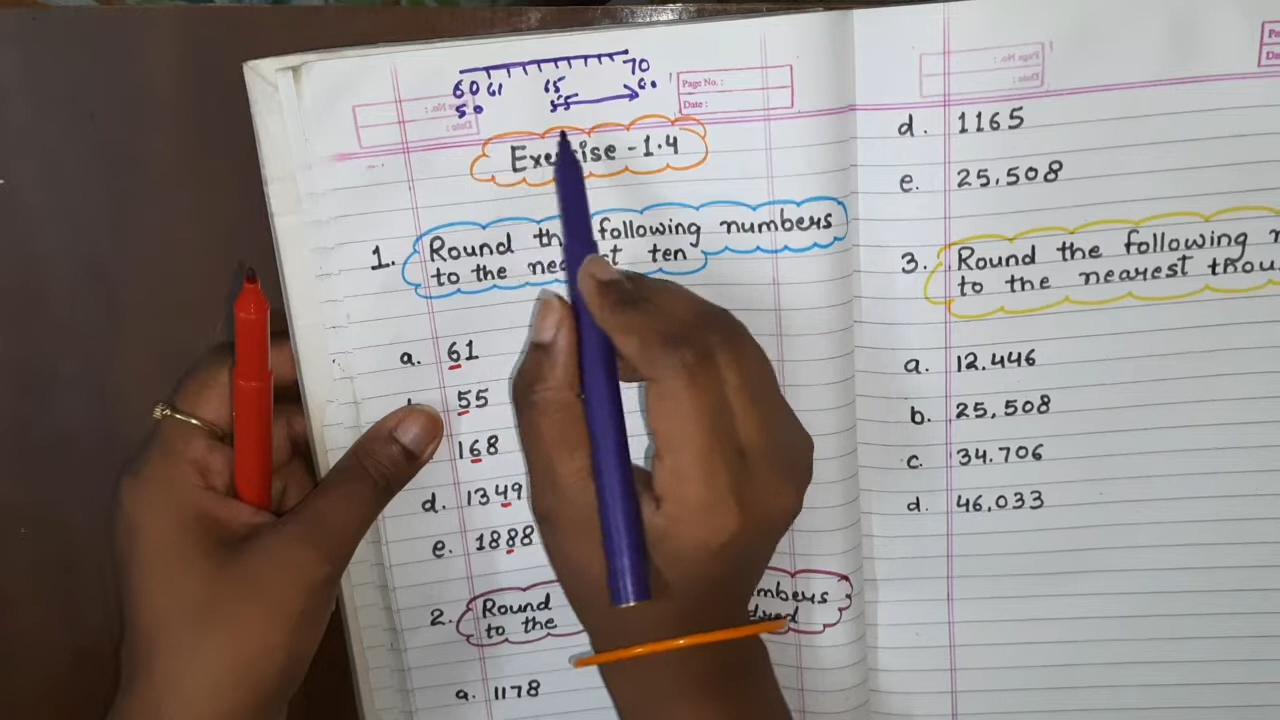 60 61 65 70
50 55 60
Page No. :
Date :
Exercise - 1.4
1. Round the following numbers
to the nearest ten
a. 61
55
168
d. 1349
e. 1888
2. Round
numbers
to the
a. 1178
d. 1165
e. 25,508
3. Round the following
to the nearest
a. 12.446
b. 25,508
c. 34.706
d. 46,033